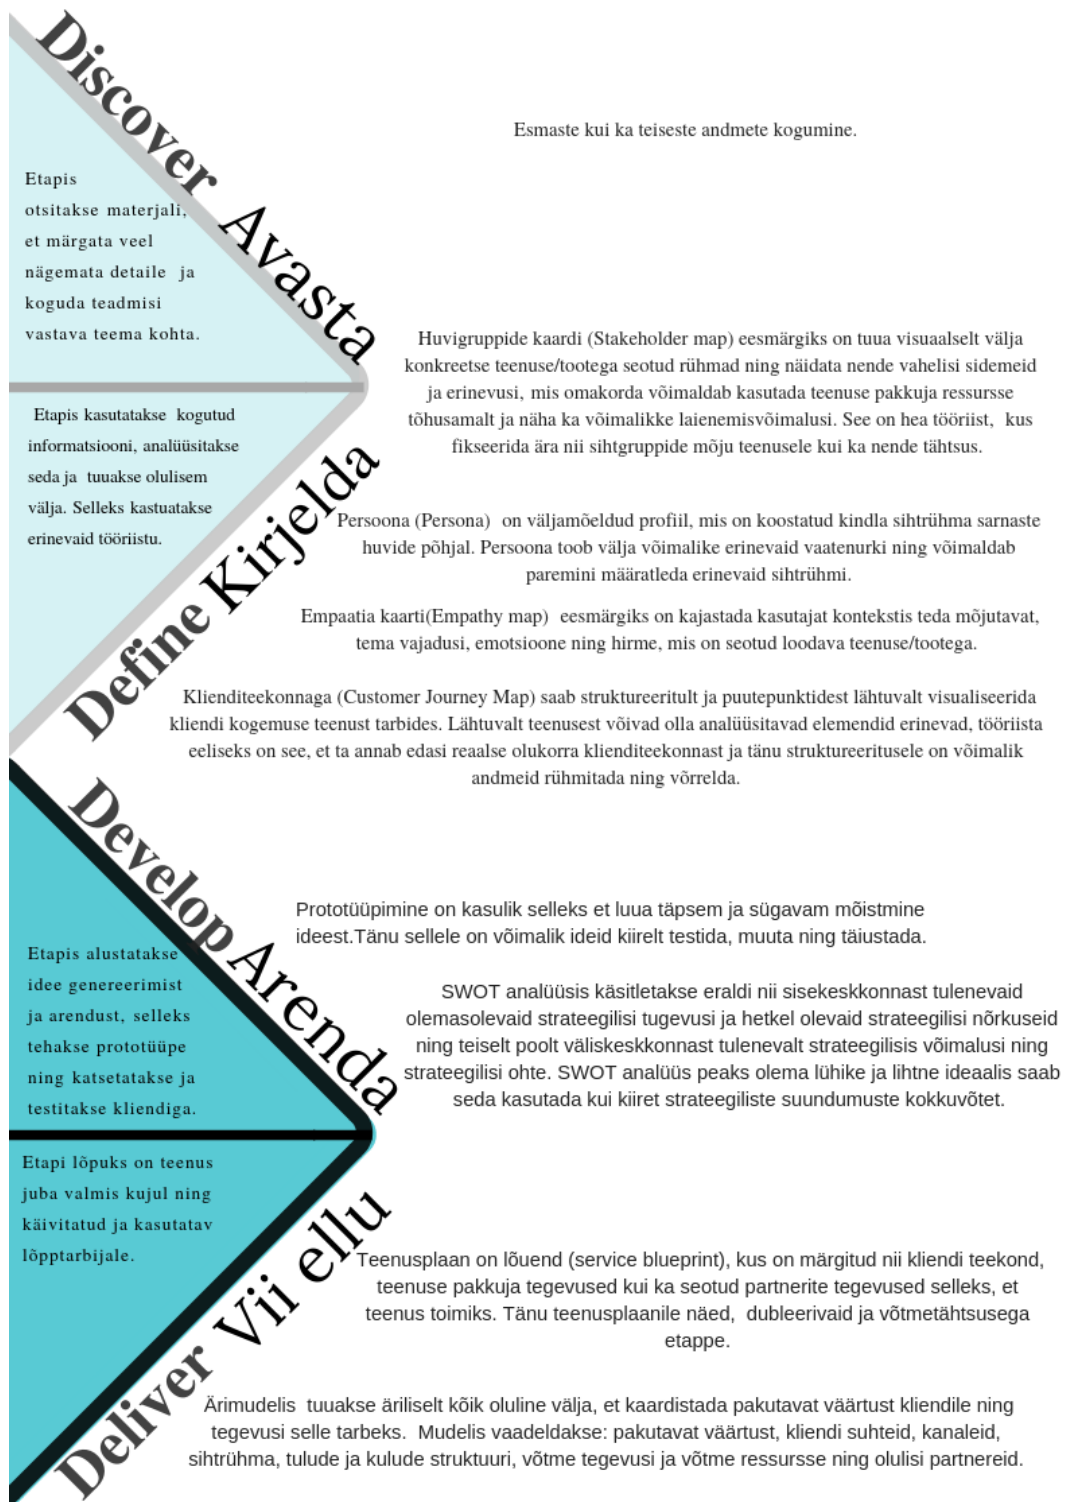 Discover Avasta
Esmaste kui ka teiseste andmete kogumine.
Etapis
otsitakse materjali,
et märgata veel
nägemata detaile ja
koguda teadmisi
vastava teema kohta.
Huvigruppide kaardi (Stakeholder map) eesmärgiks on tuua visuaalselt välja
konkreetse teenuse/tootega seotud rühmad ning näidata nende vahelisi sidemeid
ja erinevusi, mis omakorda võimaldab kasutada teenuse pakkuja ressursse
tõhusamalt ja näha ka võimalikke laienemisvõimalusi. See on hea tööriist, kus
fikseerida ära nii sihtgruppide mõju teenusele kui ka nende tähtsus.
Etapis kasutatakse kogutud
informatsiooni, analüüsitakse
seda ja tuuakse olulisem
välja. Selleks kastuatakse
erinevaid tööriistu.
Define Kirjelda
Persoona (Persona) on väljamõeldud profiil, mis on koostatud kindla sihtrühma sarnaste
huvide põhjal. Persoona toob välja võimalike erinevaid vaatenurki ning võimaldab
paremini määratleda erinevaid sihtrühmi.
Empaatia kaarti(Empathy map) eesmärgiks on kajastada kasutajat kontekstis teda mõjutavat,
tema vajadusi, emotsioone ning hirme, mis on seotud loodava teenuse/tootega.
Klienditeekonnaga (Customer Journey Map) saab struktureeritult ja puutepunktidest lähtuvalt visualiseerida
kliendi kogemuse teenust tarbides. Lähtuvalt teenusest võivad olla analüüsitavad elemendid erinevad, tööriista
eeliseks on see, et ta annab edasi reaalse olukorra klienditeekonnast ja tänu struktureeritusele on võimalik
andmeid rühmitada ning võrrelda.
Develop Arenda
Prototüüpimine on kasulik selleks et luua täpsem ja sügavam mõistmine
ideest.Tänu sellele on võimalik ideid kiirelt testida, muuta ning täiustada.
Etapis alustatakse
idee genereerimist
ja arendust, selleks
tehakse prototüüpe
ning katsetatakse ja
testitakse kliendiga.
SWOT analüüsis käsitletakse eraldi nii sisekeskkonnast tulenevaid
olemasolevaid strateegilisi tugevusi ja hetkel olevaid strateegilisi nõrkuseid
ning teiselt poolt väliskeskkonnast tulenevalt strateegilisis võimalusi ning
strateegilisi ohte. SWOT analüüs peaks olema lühike ja lihtne ideaalis saab
seda kasutada kui kiiret strateegiliste suundumuste kokkuvõtet.
Etapi lõpuks on teenus
juba valmis kujul ning
käivitatud ja kasutatav
lõpptarbijale.
Deliver Vii ellu
Teenusplaan on lõuend (service blueprint), kus on märgitud nii kliendi teekond,
teenuse pakkuja tegevused kui ka seotud partnerite tegevused selleks, et
teenus toimiks. Tänu teenusplaanile näed, dubleerivaid ja võtmetähtsusega
etappe.
Ärimudelis tuuakse äriliselt kõik oluline välja, et kaardistada pakutavat väärtust kliendile ning
tegevusi selle tarbeks. Mudelis vaadeldakse: pakutavat väärtust, kliendi suhteid, kanaleid,
sihtrühma, tulude ja kulude struktuuri, võtme tegevusi ja võtme ressursse ning olulisi partnereid.